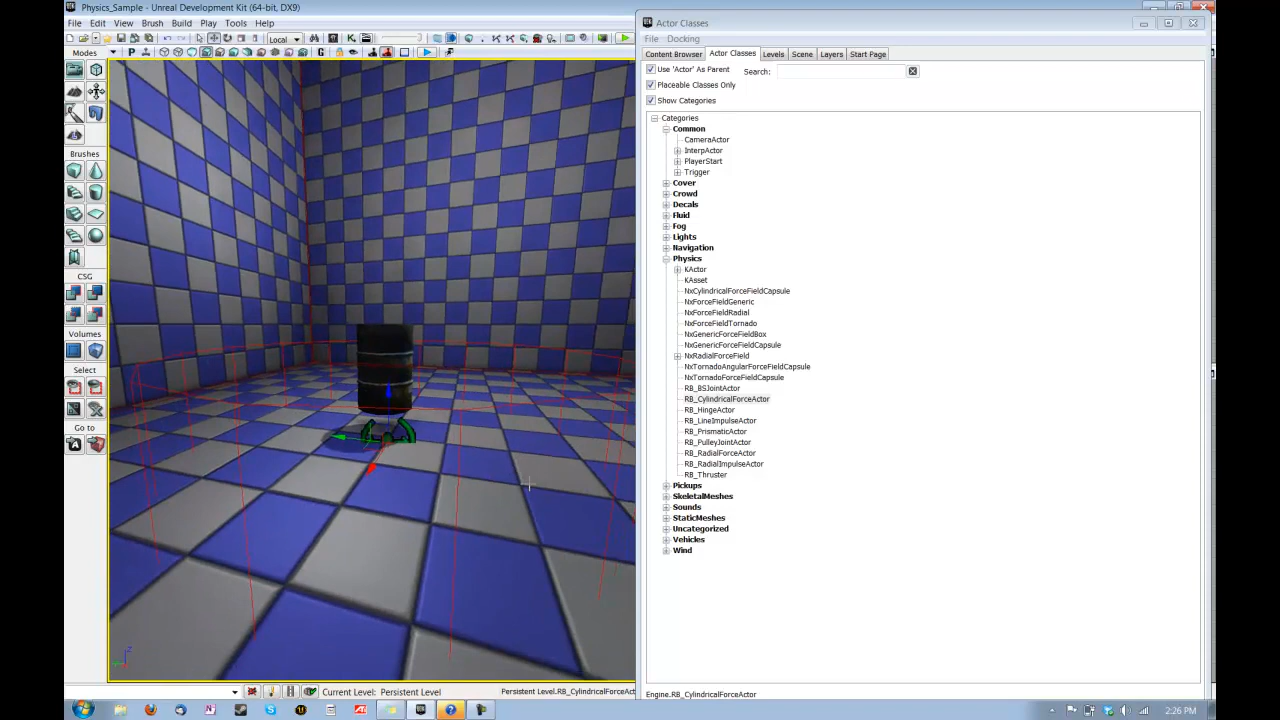 Physics_Sample - Unreal Development Kit (64-bit, DX9)
File Edit View Brush Build Play Tools Help
Local
Modes
Brushes
CSG
Volumes
Select
Go to
Current Level: Persistent Level
Persistent Level.RB_CylindricalForceAct
Actor Classes
File Docking
Content Browser Actor Classes Levels Scene Layers Start Page
Use 'Actor' As Parent
Search:
Placeable Classes Only
Show Categories
Categories
Common
CameraActor
InterpActor
PlayerStart
Trigger
Cover
Crowd
Decals
Fluid
Fog
Lights
Navigation
Physics
KActor
KAsset
NxCylindricalForceFieldCapsule
NxForceFieldGeneric
NxForceFieldRadial
NxForceFieldTornado
NxGenericForceFieldBox
NxGenericForceFieldCapsule
NxRadialForceField
NxTornadoAngularForceFieldCapsule
NxTornadoForceFieldCapsule
RB_BSJointActor
RB_CylindricalForceActor
RB_HingeActor
RB_LineImpulseActor
RB_PrismaticActor
RB_PulleyJointActor
RB_RadialForceActor
RB_RadialImpulseActor
RB_Thruster
Pickups
SkeletalMeshes
Sounds
StaticMeshes
Uncategorized
Vehicles
Wind
Engine.RB_CylindricalForceActor
2:26 PM